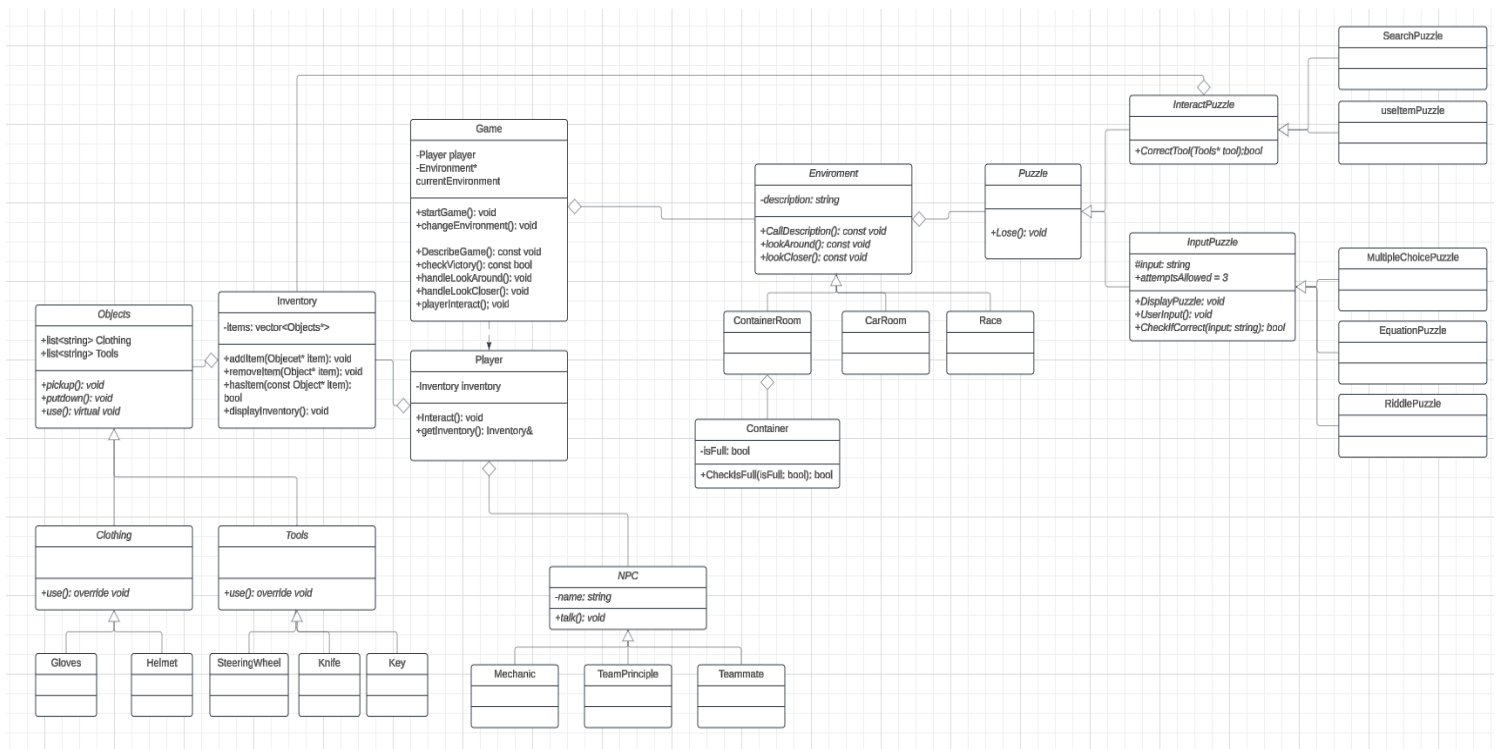 SearchPuzzle
useItemPuzzle
InteractPuzzle
+CorrectTool(Tools* tool);bool
Game
-Player player
-Environment*
currentEnvironment
+startGame(): void
+changeEnvironment(): void
+DescribeGame(): const void
+checkVictory(): const bool
+handleLookAround(): void
+handleLookCloser(): void
+playerInteract(); void
Enviroment
-description: string
+CallDescription(): const void
+lookAround(): const void
+lookCloser(): const void
Puzzle
+Lose(): void
InputPuzzle
#input: string
+attemptsAllowed = 3
+DisplayPuzzle: void
+UserInput(): void
+CheckIfCorrect(input; string); bool
MultipleChoicePuzzle
EquationPuzzle
RiddlePuzzle
Objects
+list<string> Clothing
+list<string> Tools
+pickup(): void
+putdown(): void
+use(): virtual void
Inventory
-items: vector<Objects*>
+addItem(Objecet* item): void
+removeItem(Object* item); void
+hasItem(const Object* item):
bool
+displayInventory(): void
Player
-Inventory inventory
+Interact(): void
+getInventory(): Inventory&
ContainerRoom
CarRoom
Race
Container
-isFull: bool
+CheckIsFull(isFull; bool); bool
Clothing
+use(): override void
Tools
+use(): override void
NPC
-name: string
+talk(): void
Gloves
Helmet
SteeringWheel
Knife
Key
Mechanic
TeamPrinciple
Teammate